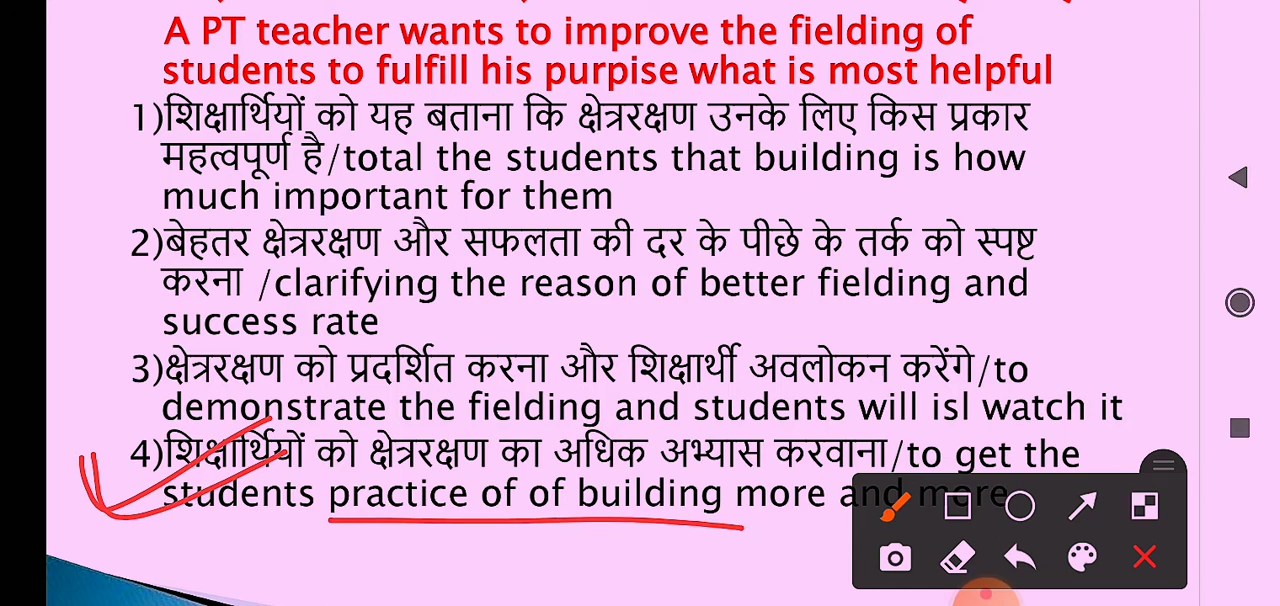 A PT teacher wants to improve the fielding of
students to fulfill his purpise what is most helpful
1)शिक्षार्थियों को यह बताना कि क्षेत्ररक्षण उनके लिए किस प्रकार
महत्वपूर्ण है/total the students that building is how
much important for them
2)बेहतर क्षेत्ररक्षण और सफलता की दर के पीछे के तर्क को स्पष्ट
करना /clarifying the reason of better fielding and
success rate
3)क्षेत्ररक्षण को प्रदर्शित करना और शिक्षार्थी अवलोकन करेंगे/to
demonstrate the fielding and students will isl watch it
4)शिक्षार्थियों को क्षेत्ररक्षण का अधिक अभ्यास करवाना/to get the
students practice of of building more and more